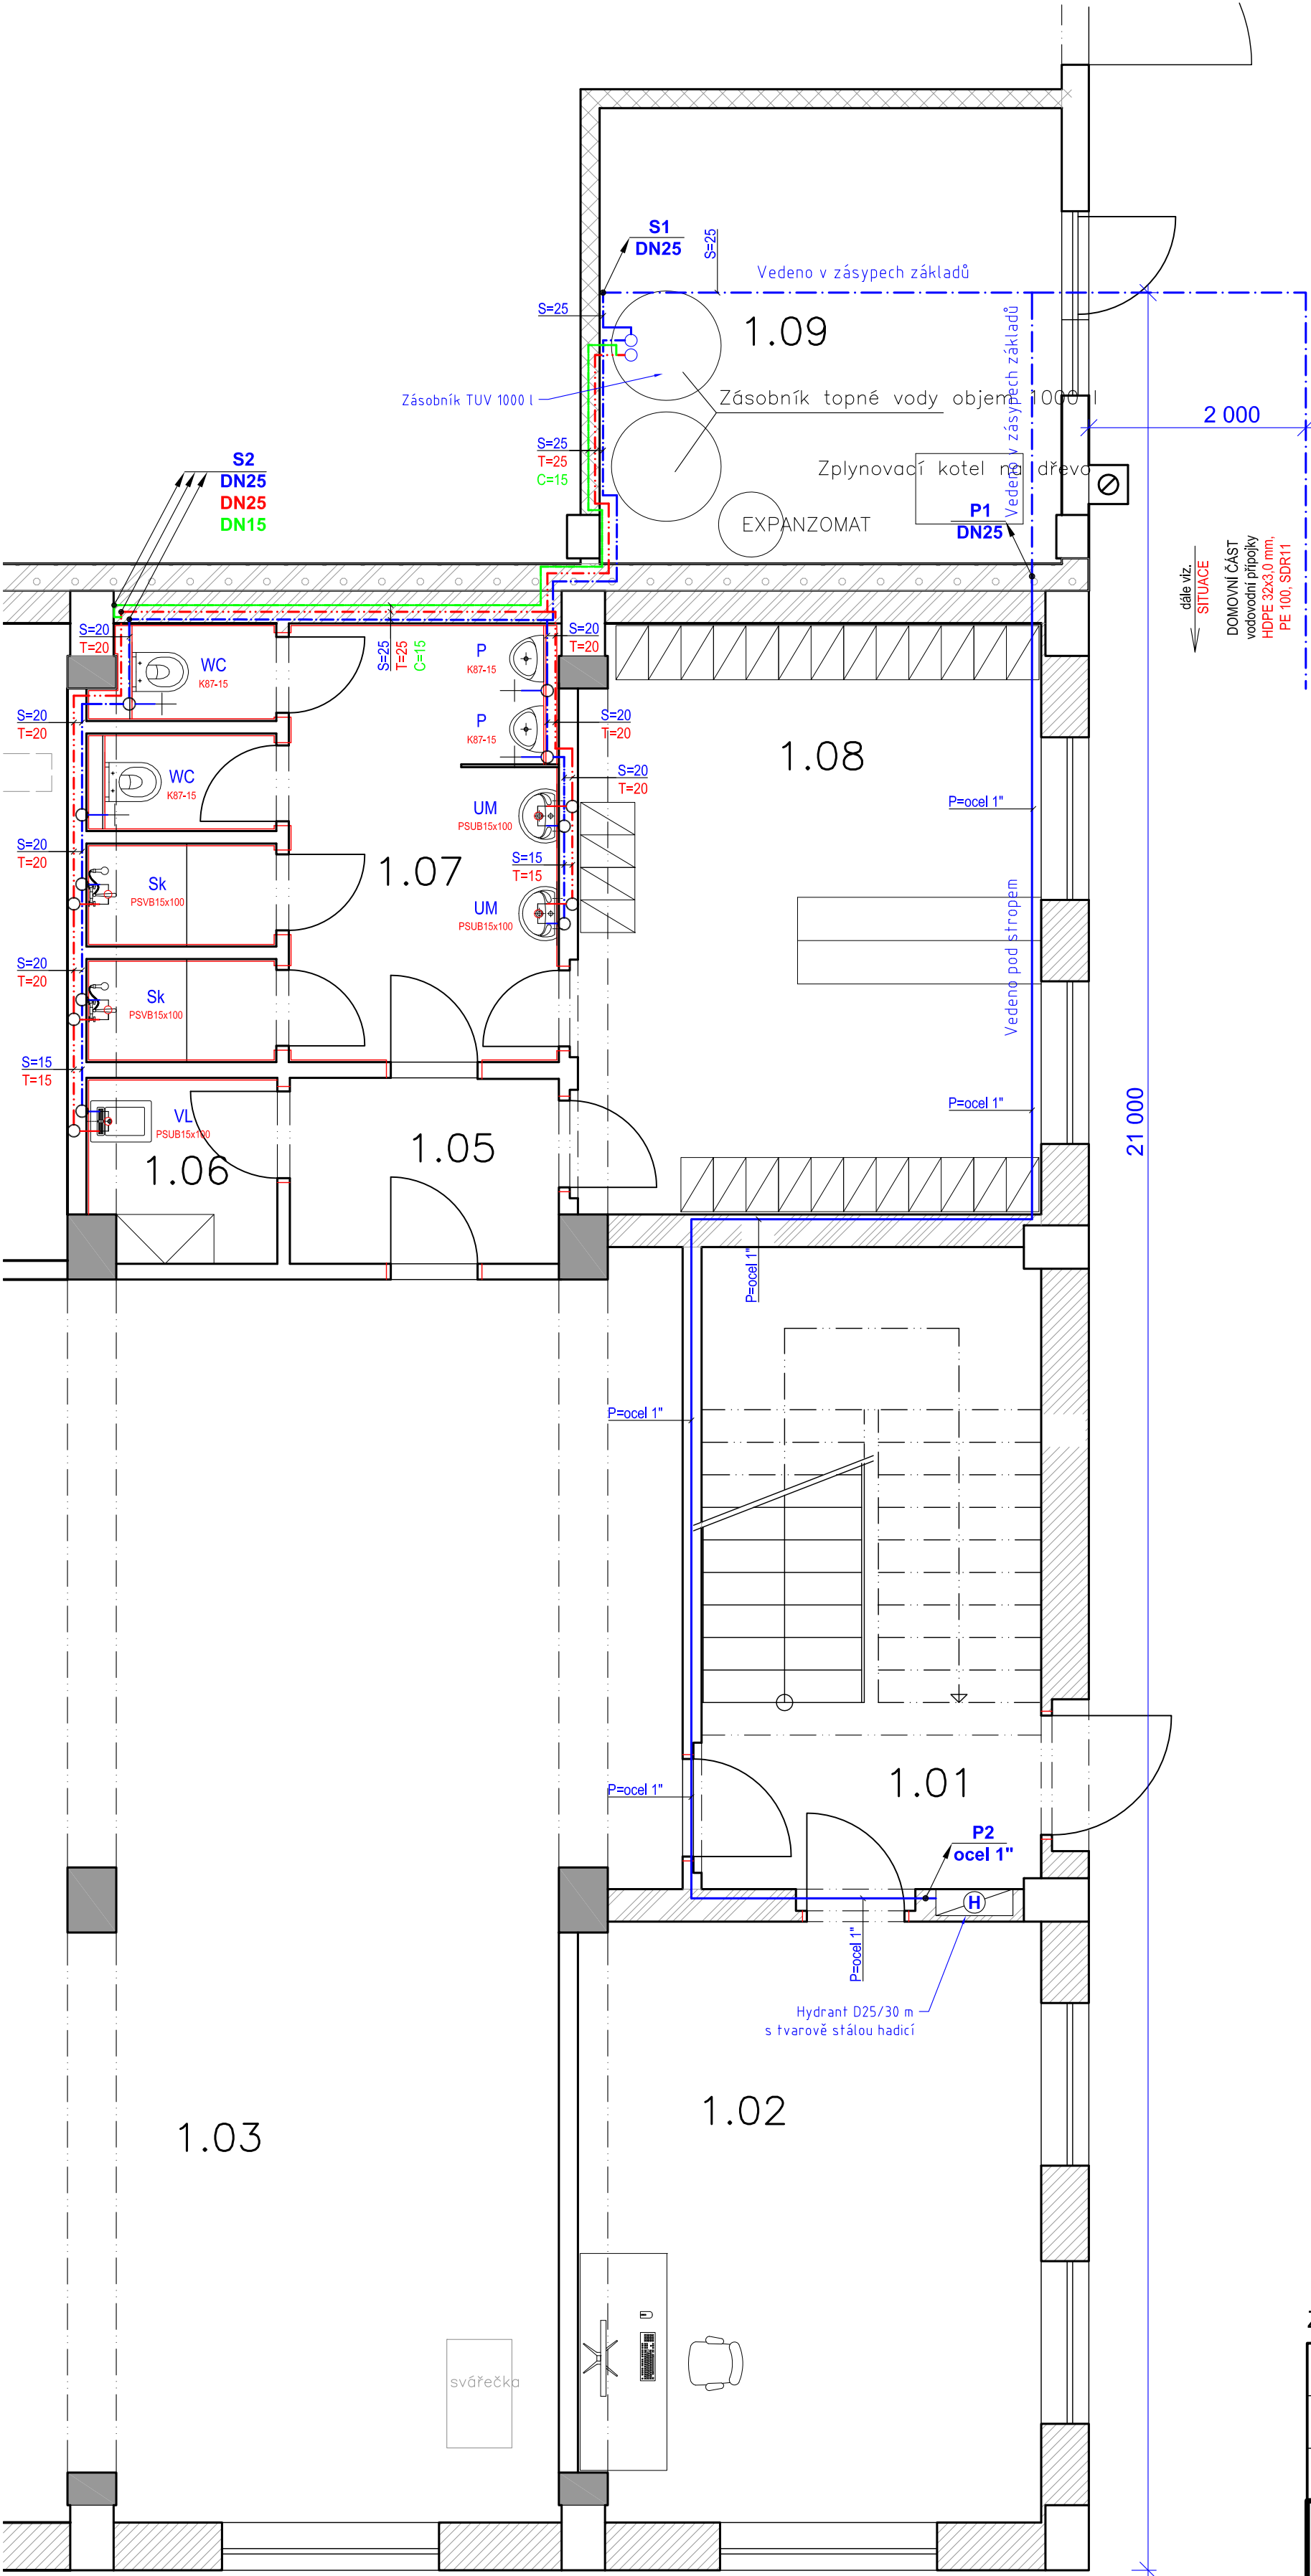 S1
DN25
S=25
Vedeno v zásypech základů
S=25
1.09
Vedeno v zásypech základů
Zásobník TUV 1000 l
Zásobník topné vody objem 1000 l
2 000
S=25
T=25
C=15
S2
DN25
DN25
DN15
Zplynovací kotel na dřevo
EXPANZOMAT
P1
DN25
dále viz.
SITUACE
DOMOVNÍ ČÁST
vodovodní přípojky
HDPE 32x3,0 mm,
PE 100, SDR11
S=20
T=20
WC
K87-15
S=25
T=25
C=15
P
K87-15
S=20
T=20
S=20
T=20
P
K87-15
S=20
T=20
1.08
WC
K87-15
S=20
T=20
UM
PSUB15x100
P=ocel 1"
S=20
T=20
1.07
S=15
T=15
Sk
PSVB15x100
UM
PSUB15x100
Vedeno pod stropem
S=20
T=20
Sk
PSVB15x100
S=15
T=15
VL
PSUB15x100
P=ocel 1"
21 000
1.06
1.05
P=ocel 1"
P=ocel 1"
P=ocel 1"
1.01
P2
ocel 1"
H
P=ocel 1"
Hydrant D25/30 m
s tvarově stálou hadicí
1.02
1.03
svářečka